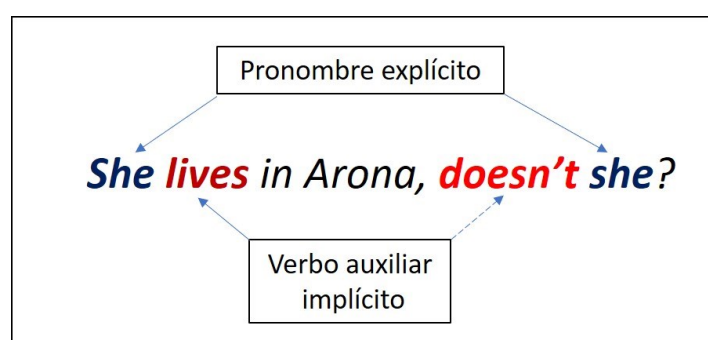 Pronombre explícito
She lives in Arona, doesn’t she?
Verbo auxiliar
implícito